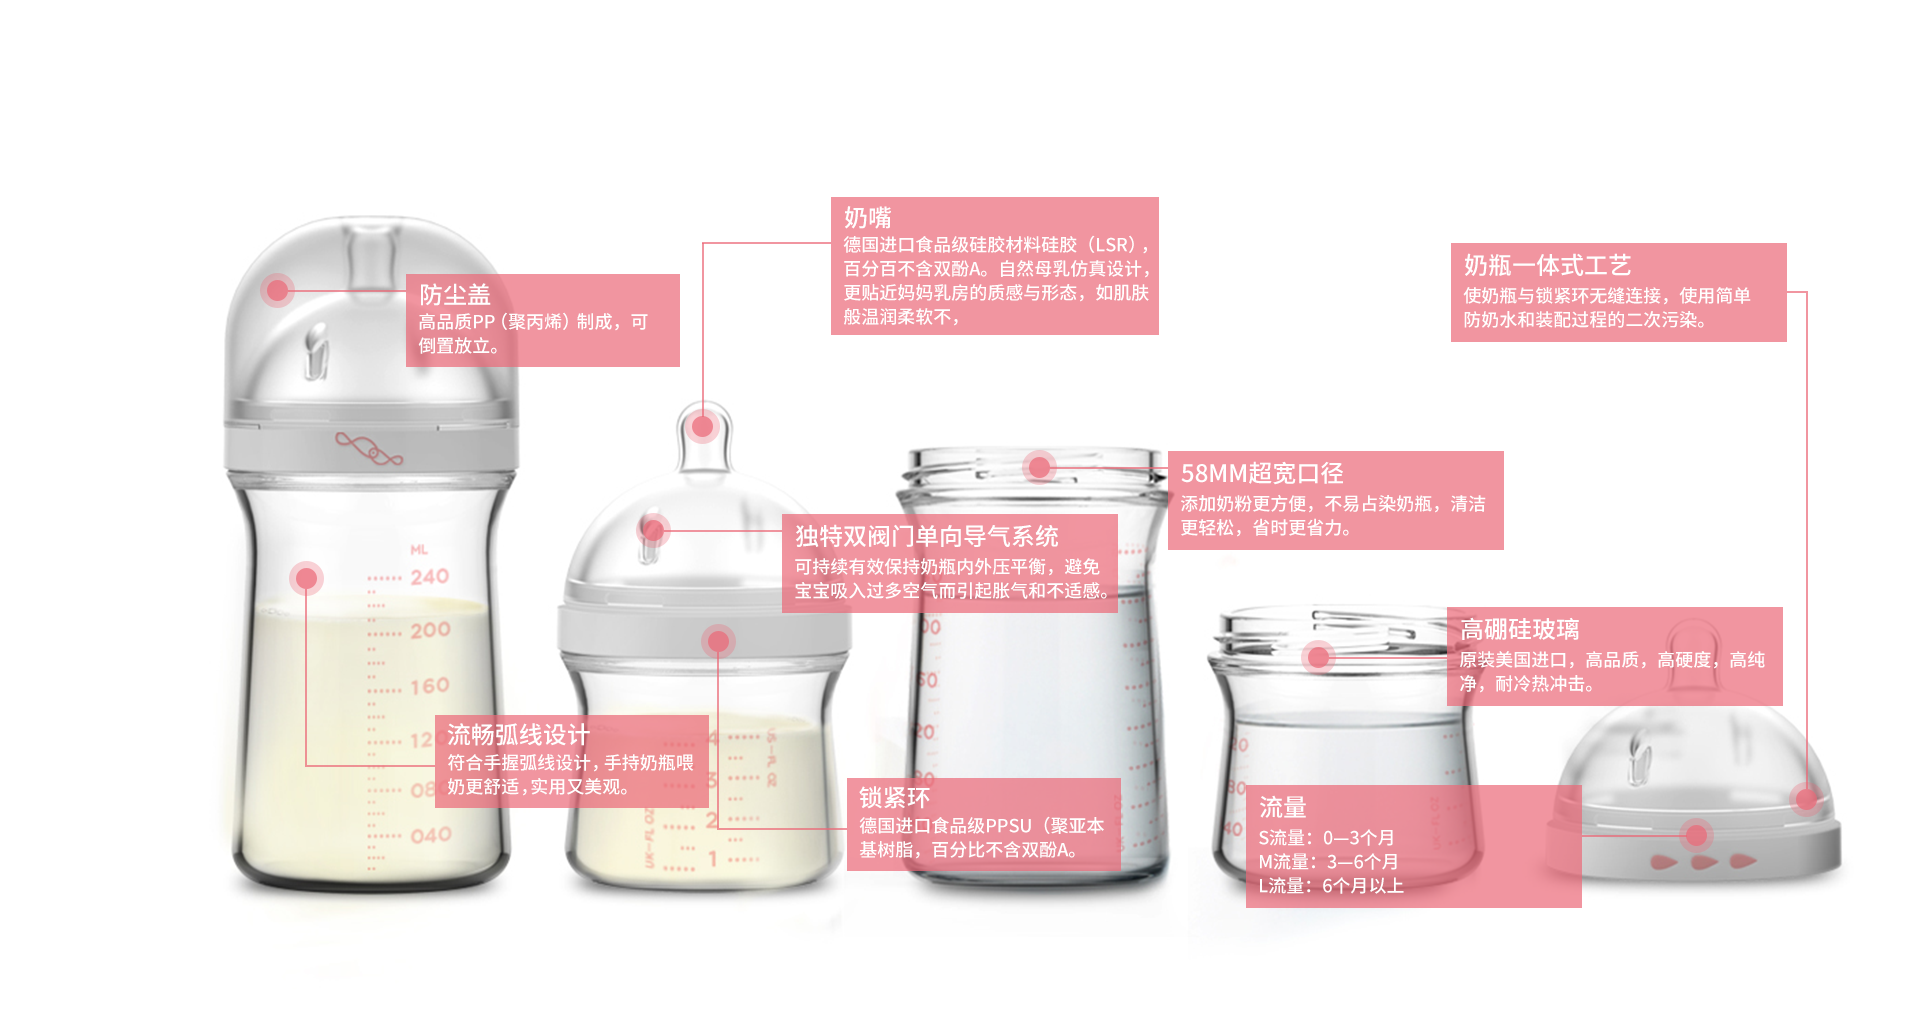 奶嘴
德国进口食品级硅胶材料硅胶（LSR），
百分百不含双酚A。自然母乳仿真设计，
更贴近妈妈乳房的质感与形态，如肌肤
般温润柔软不，
奶瓶一体式工艺
使奶瓶与锁紧环无缝连接，使用简单
防奶水和装配过程的二次污染。
防尘盖
高品质PP（聚丙烯）制成，可
倒置放立。
58MM超宽口径
添加奶粉更方便，不易占染奶瓶，清洁
更轻松，省时更省力。
独特双阀门单向导气系统
可持续有效保持奶瓶内外压平衡，避免
宝宝吸入过多空气而引起胀气和不适感。
高硼硅玻璃
原装美国进口，高品质，高硬度，高纯
净，耐冷热冲击。
流畅弧线设计
符合手握弧线设计，手持奶瓶喂
奶更舒适，实用又美观。
锁紧环
德国进口食品级PPSU（聚亚本
基树脂，百分比不含双酚A。
流量
S流量：0—3个月
M流量：3—6个月
L流量：6个月以上
ML
240
200
160
120
080
040
4
3
2
1
UK-FL OZ